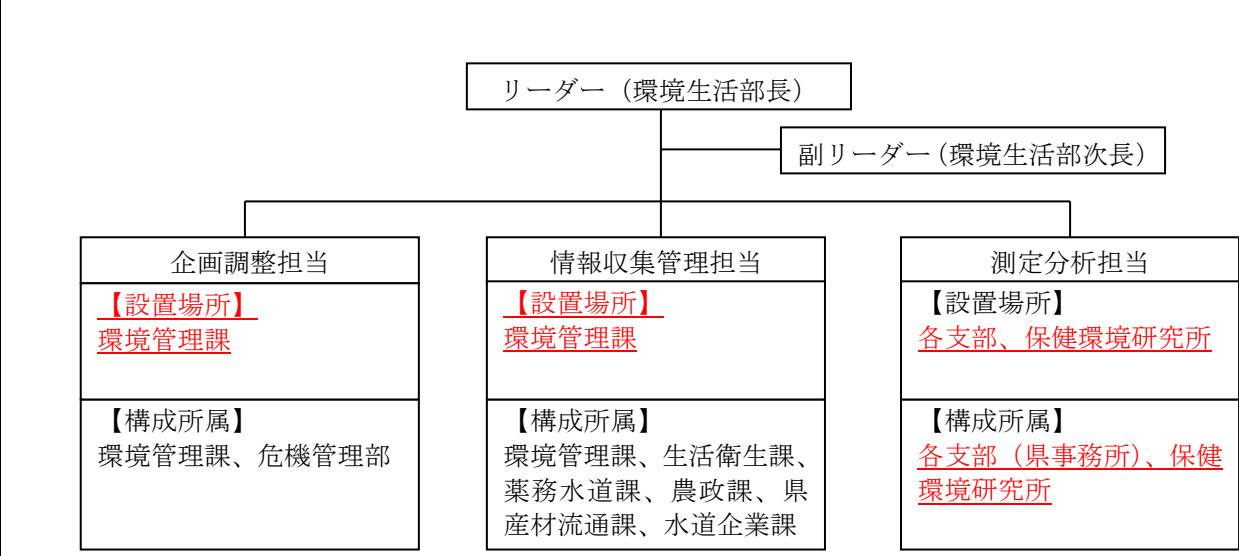 リーダー（環境生活部長）
副リーダー（環境生活部次長）
企画調整担当
【設置場所】
環境管理課
【構成所属】
環境管理課、危機管理部
情報収集管理担当
【設置場所】
環境管理課
【構成所属】
環境管理課、生活衛生課、
薬務水道課、農政課、県
産材流通課、水道企業課
測定分析担当
【設置場所】
各支部、保健環境研究所
【構成所属】
各支部（県事務所）、保健
環境研究所